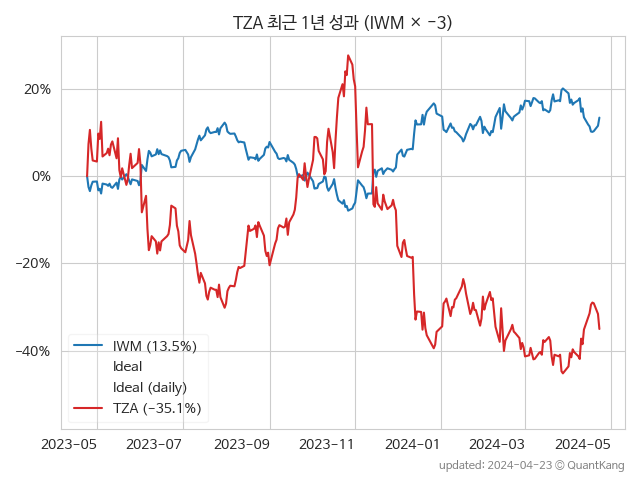 TZA 최근 1년 성과 (IWM × −3)
20%
0%
−20%
−40%
IWM (13.5%)
Ideal
Ideal (daily)
TZA (−35.1%)
2023-05 2023-07 2023-09 2023-11 2024-01 2024-03 2024-05
updated: 2024-04-23 ⓒ QuantKang